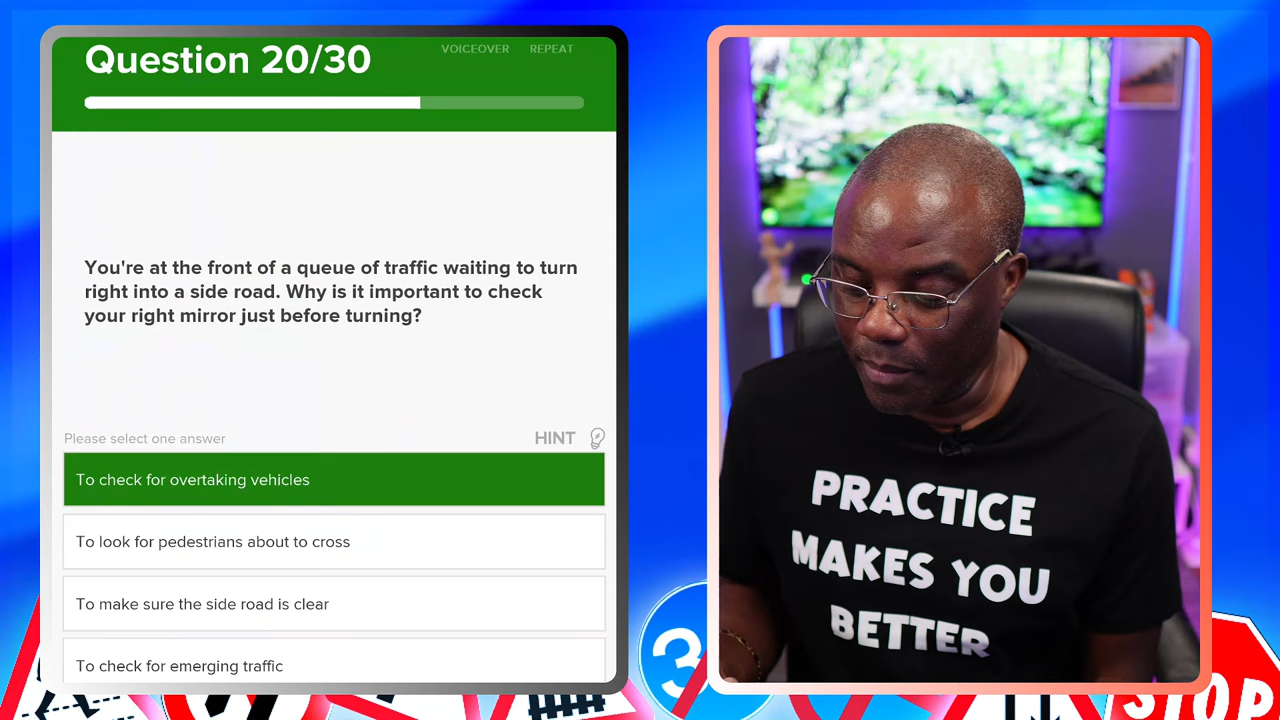 Question 20/30
VOICEOVER
REPEAT
You're at the front of a queue of traffic waiting to turn
right into a side road. Why is it important to check
your right mirror just before turning?
Please select one answer
HINT
To check for overtaking vehicles
To look for pedestrians about to cross
To make sure the side road is clear
To check for emerging traffic
PRACTICE
MAKES YOU
BETTER
3
STOP